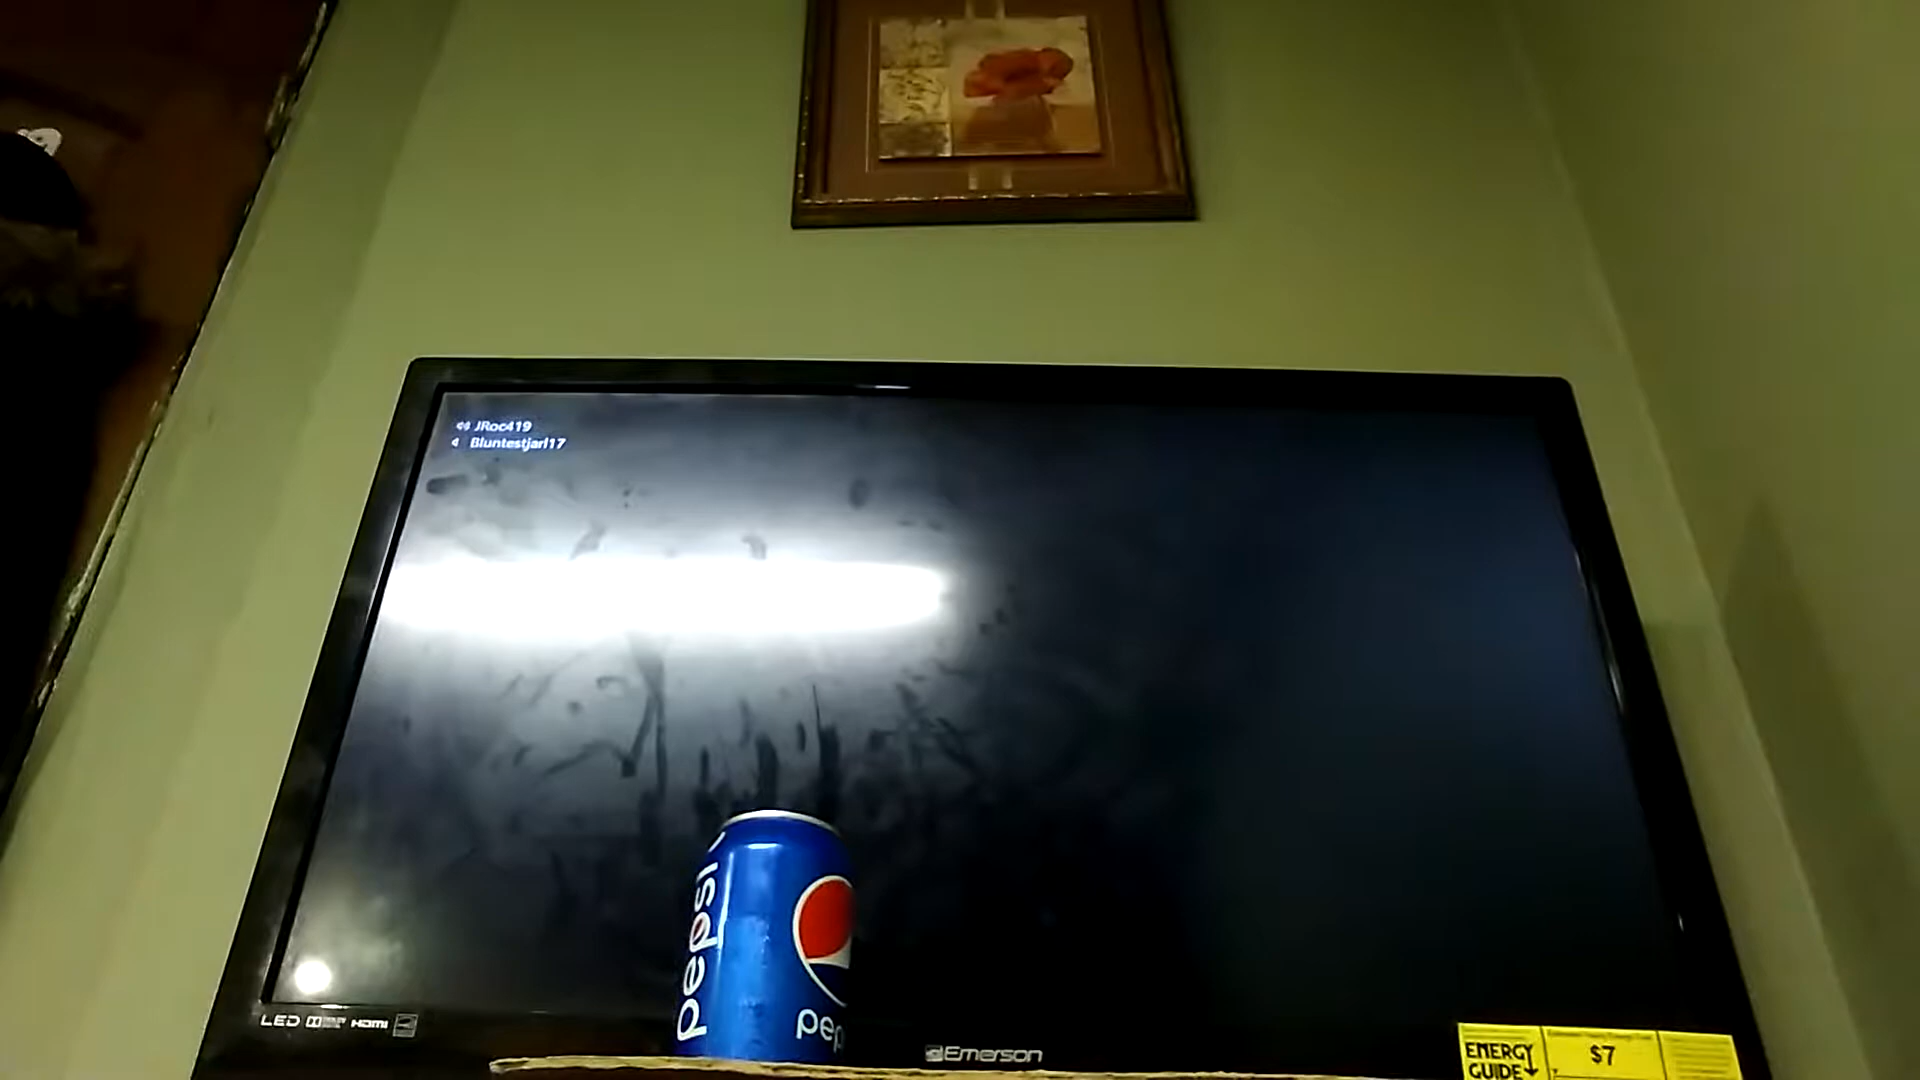 JRoc419
Bluntestjarl17
pepsi
pep
LED
HDMI
Emerson
ENERGY
GUIDE
$7